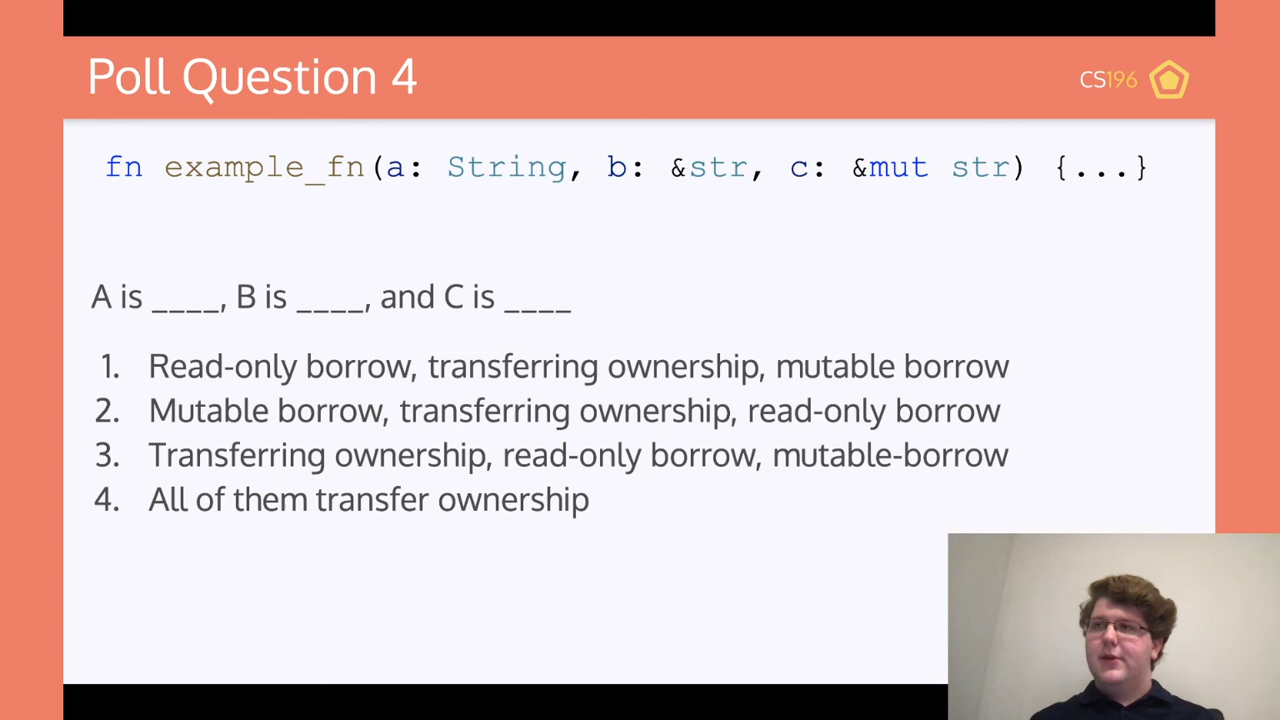 Poll Question 4
CS196
fn example_fn(a: String, b: &str, c: &mut str) {...}
A is ____, B is ____, and C is ____
1. Read-only borrow, transferring ownership, mutable borrow
2. Mutable borrow, transferring ownership, read-only borrow
3. Transferring ownership, read-only borrow, mutable-borrow
4. All of them transfer ownership